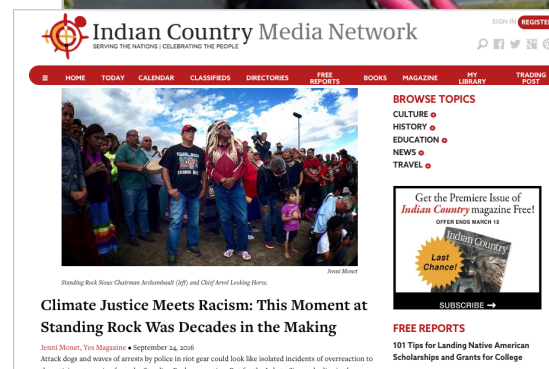 Indian Country Media Network
SERVING THE NATIONS | CELEBRATING THE PEOPLE
SIGN IN REGISTER
≡ HOME TODAY CALENDAR CLASSIFIEDS DIRECTORIES FREE REPORTS BOOKS MAGAZINE MY LIBRARY TRADING POST
Jenni Monet
Standing Rock Sioux Chairman Archambault (left) and Chief Arvol Looking Horse.
Climate Justice Meets Racism: This Moment at
Standing Rock Was Decades in the Making
Jenni Monet, Yes Magazine • September 24, 2016
Attack dogs and waves of arrests by police in riot gear could look like isolated incidents of overreaction to
BROWSE TOPICS
CULTURE
HISTORY
EDUCATION
NEWS
TRAVEL
Get the Premiere Issue of
Indian Country magazine Free!
OFFER ENDS MARCH 13
Indian Country
Last
Chance!
SUBSCRIBE →
FREE REPORTS
101 Tips for Landing Native American
Scholarships and Grants for College